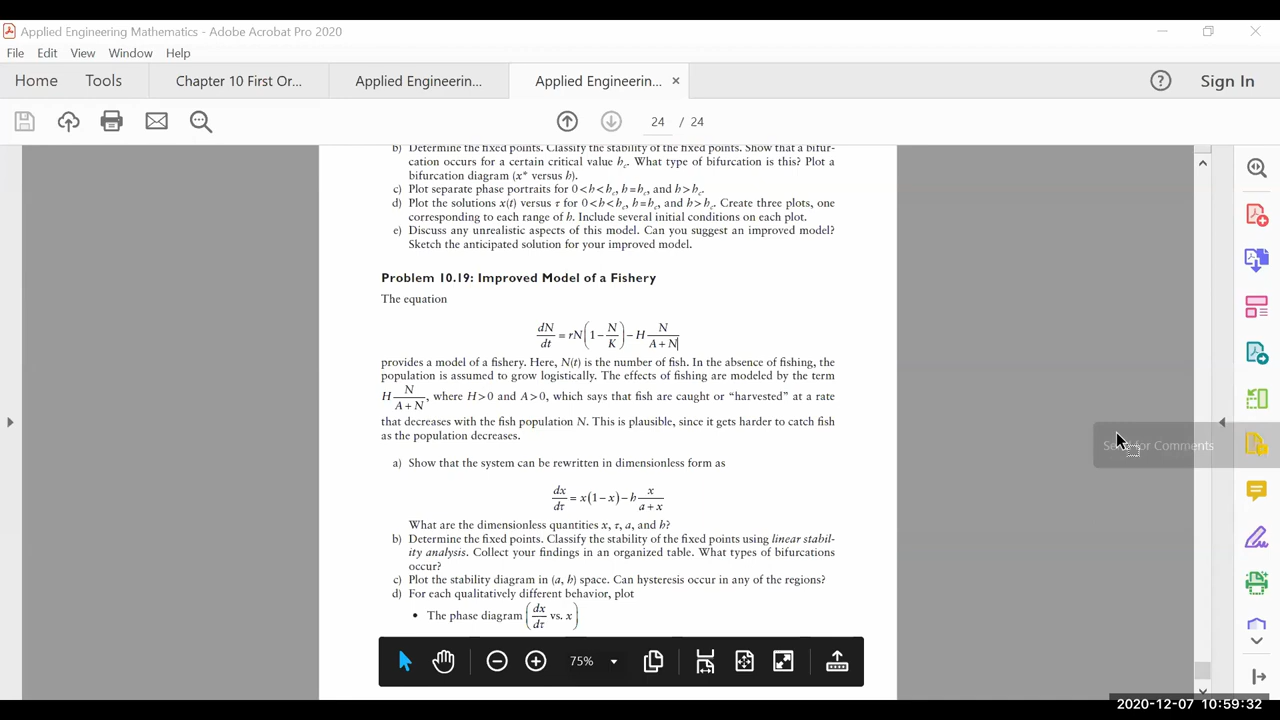 Applied Engineering Mathematics - Adobe Acrobat Pro 2020
File Edit View Window Help
Home Tools Chapter 10 First Or... Applied Engineerin... Applied Engineerin... × ? Sign In
24 / 24
b) Determine the fixed points. Classify the stability of the fixed points. Show that a bifur-
cation occurs for a certain critical value h_c. What type of bifurcation is this? Plot a
bifurcation diagram (x* versus h).
c) Plot separate phase portraits for 0<h<h_c, h=h_c, and h>h_c.
d) Plot the solutions x(t) versus τ for 0<h<h_c, h=h_c, and h>h_c. Create three plots, one
corresponding to each range of h. Include several initial conditions on each plot.
e) Discuss any unrealistic aspects of this model. Can you suggest an improved model?
Sketch the anticipated solution for your improved model.
Problem 10.19: Improved Model of a Fishery
The equation
dN/dt = rN(1 − N/K) − H N/(A + N)
provides a model of a fishery. Here, N(t) is the number of fish. In the absence of fishing, the
population is assumed to grow logistically. The effects of fishing are modeled by the term
H N/(A + N), where H>0 and A>0, which says that fish are caught or “harvested” at a rate
that decreases with the fish population N. This is plausible, since it gets harder to catch fish
as the population decreases.
a) Show that the system can be rewritten in dimensionless form as
dx/dτ = x(1 − x) − h x/(a + x)
What are the dimensionless quantities x, τ, a, and h?
b) Determine the fixed points. Classify the stability of the fixed points using linear stabil-
ity analysis. Collect your findings in an organized table. What types of bifurcations
occur?
c) Plot the stability diagram in (a, h) space. Can hysteresis occur in any of the regions?
d) For each qualitatively different behavior, plot
• The phase diagram (dx/dτ vs. x)
for Comments
75%
2020-12-07 10:59:32